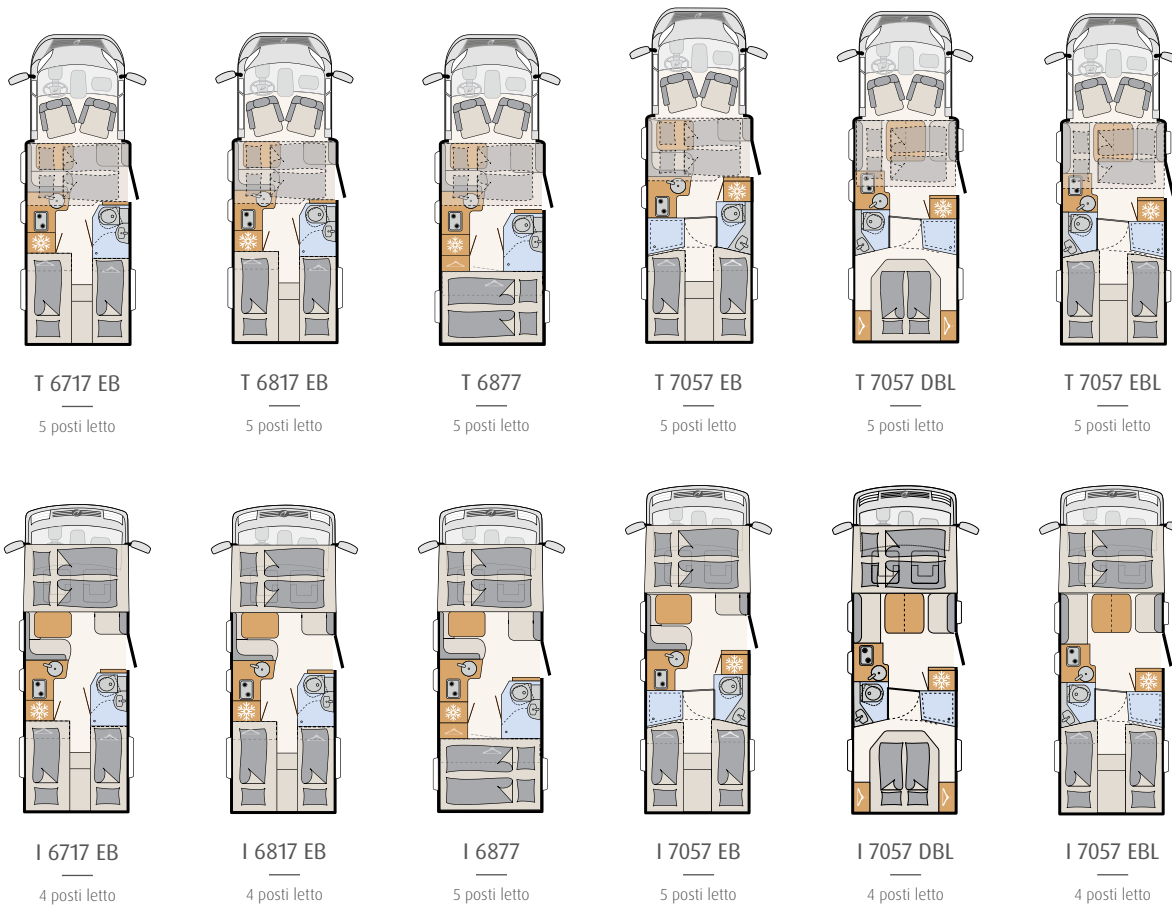 T 6717 EB
T 6817 EB
T 6877
T 7057 EB
T 7057 DBL
T 7057 EBL
5 posti letto
5 posti letto
5 posti letto
5 posti letto
5 posti letto
5 posti letto
I 6717 EB
I 6817 EB
I 6877
I 7057 EB
I 7057 DBL
I 7057 EBL
4 posti letto
4 posti letto
5 posti letto
5 posti letto
4 posti letto
4 posti letto